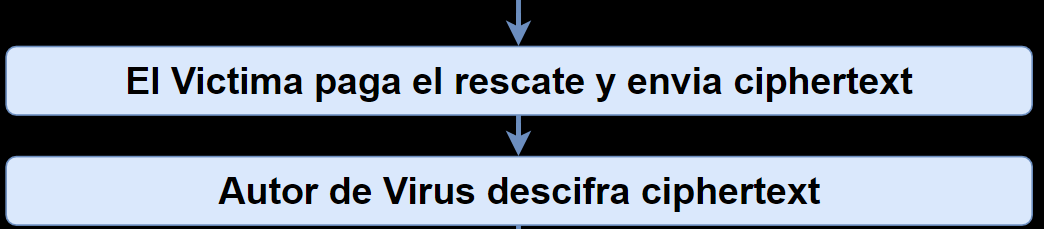 El Victima paga el rescate y envia ciphertext
Autor de Virus descifra ciphertext